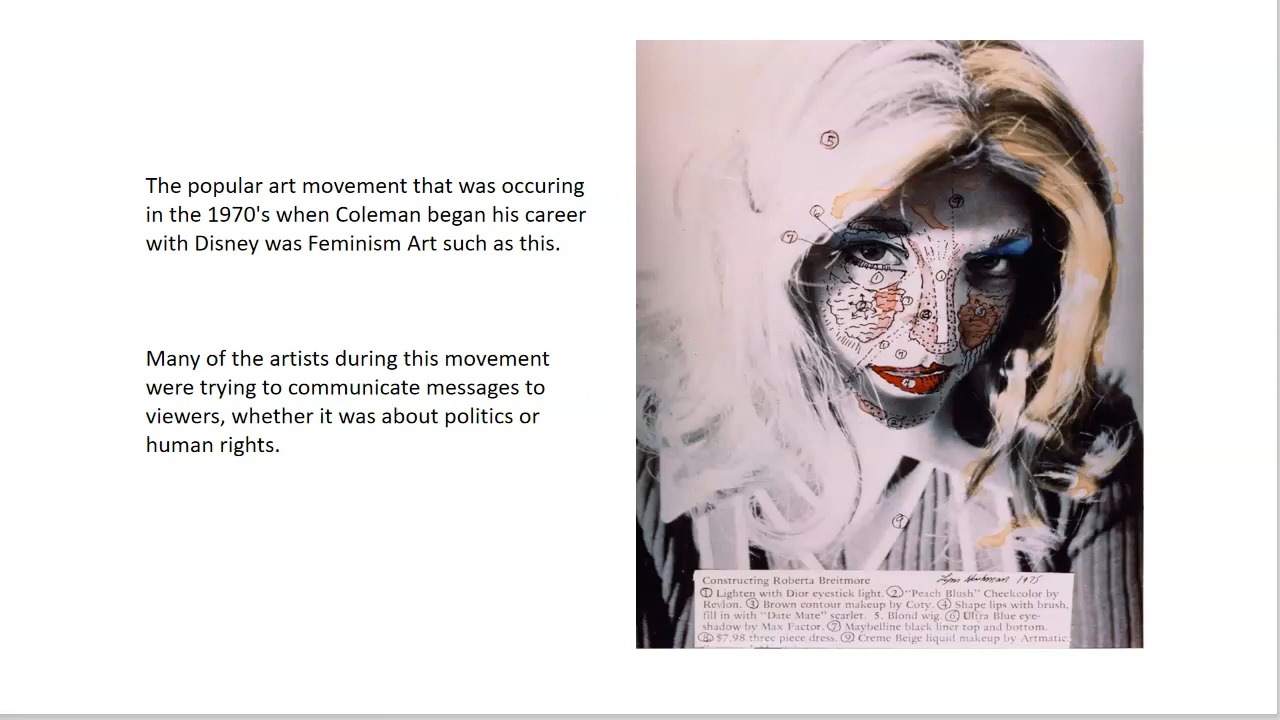 The popular art movement that was occuring
in the 1970's when Coleman began his career
with Disney was Feminism Art such as this.
Many of the artists during this movement
were trying to communicate messages to
viewers, whether it was about politics or
human rights.
5
6
7
Constructing Roberta Breitmore
1975
① Lighten with Dior eyestick light. ② "Peach Blush" Cheekcolor by
Revlon. ③ Brown contour makeup by Coty. ④ Shape lips with brush,
fill in with "Date Mate" scarlet. 5. Blond wig. ⑥ Ultra Blue eye-
shadow by Max Factor. ⑦ Maybelline black liner top and bottom.
⑧ $7.98 three piece dress. ⑨ Creme Beige liquid makeup by Artmatic.